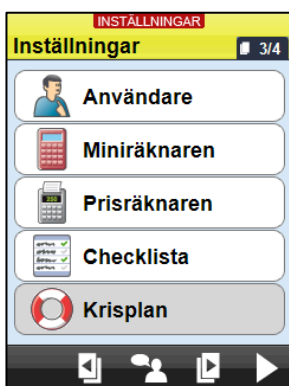 INSTÄLLNINGAR
Inställningar 3/4
Användare
Miniräknaren
Prisräknaren
Checklista
Krisplan